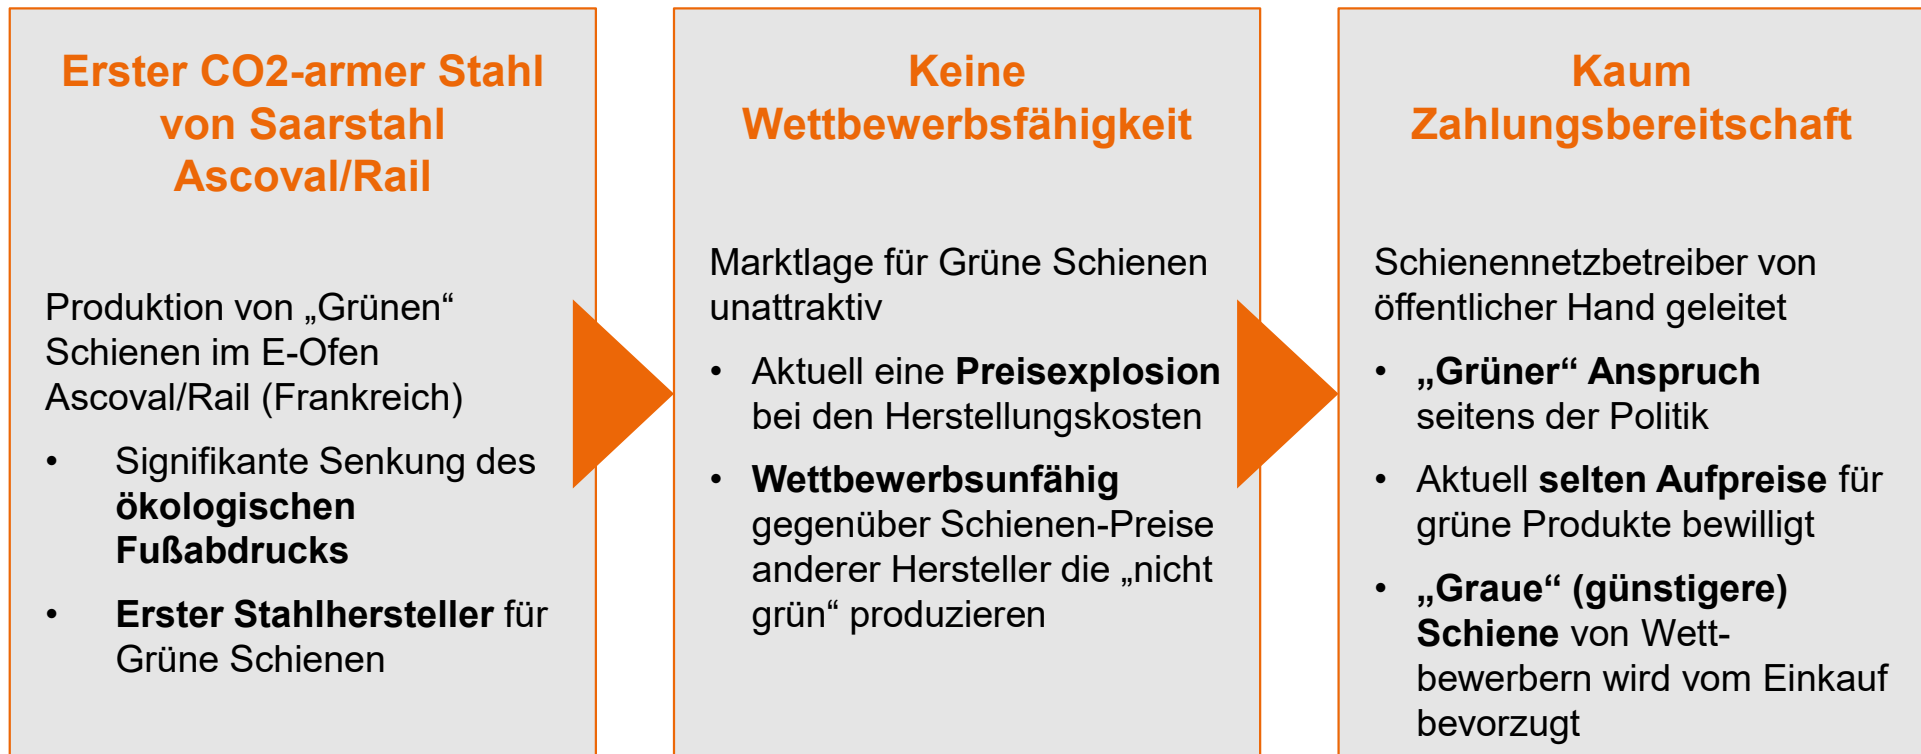 Erster CO2-armer Stahl
von Saarstahl
Ascoval/Rail
Produktion von „Grünen“
Schienen im E-Ofen
Ascoval/Rail (Frankreich)
• Signifikante Senkung des
ökologischen
Fußabdrucks
• Erster Stahlhersteller für
Grüne Schienen
Keine
Wettbewerbsfähigkeit
Marktlage für Grüne Schienen
unattraktiv
• Aktuell eine Preisexplosion
bei den Herstellungskosten
• Wettbewerbsunfähig
gegenüber Schienen-Preise
anderer Hersteller die „nicht
grün“ produzieren
Kaum
Zahlungsbereitschaft
Schienennetzbetreiber von
öffentlicher Hand geleitet
• „Grüner“ Anspruch
seitens der Politik
• Aktuell selten Aufpreise für
grüne Produkte bewilligt
• „Graue“ (günstigere)
Schiene von Wett-
bewerbern wird vom Einkauf
bevorzugt